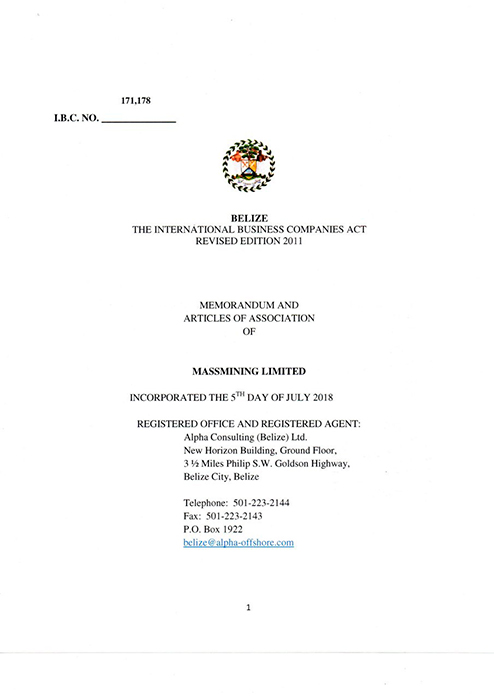 171,178
I.B.C. NO. _______________
BELIZE
THE INTERNATIONAL BUSINESS COMPANIES ACT
REVISED EDITION 2011
MEMORANDUM AND
ARTICLES OF ASSOCIATION
OF
MASSMINING LIMITED
INCORPORATED THE 5TH DAY OF JULY 2018
REGISTERED OFFICE AND REGISTERED AGENT:
Alpha Consulting (Belize) Ltd.
New Horizon Building, Ground Floor,
3 ½ Miles Philip S.W. Goldson Highway,
Belize City, Belize
Telephone: 501-223-2144
Fax: 501-223-2143
P.O. Box 1922
belize@alpha-offshore.com
1